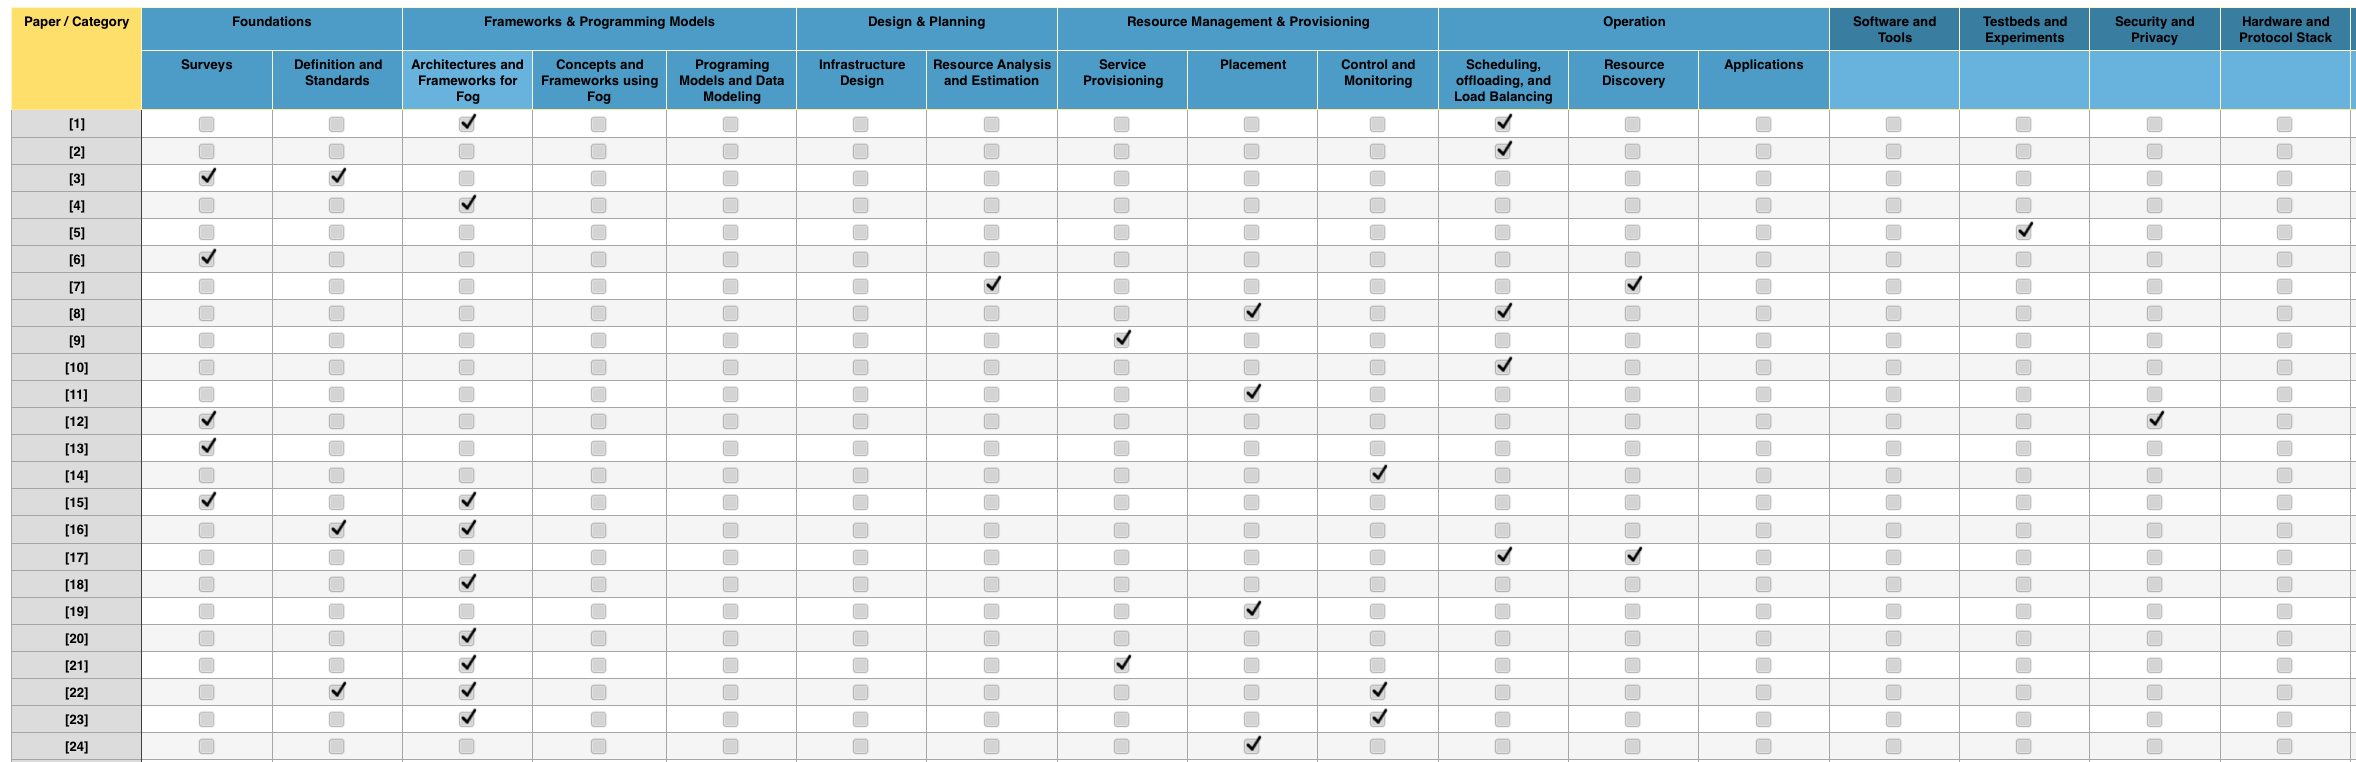 Paper / Category
Foundations
Frameworks & Programming Models
Design & Planning
Resource Management & Provisioning
Operation
Software and
Tools
Testbeds and
Experiments
Security and
Privacy
Hardware and
Protocol Stack
Surveys
Definition and
Standards
Architectures and
Frameworks for
Fog
Concepts and
Frameworks using
Fog
Programing
Models and Data
Modeling
Infrastructure
Design
Resource Analysis
and Estimation
Service
Provisioning
Placement
Control and
Monitoring
Scheduling,
offloading, and
Load Balancing
Resource
Discovery
Applications
[1]
[2]
[3]
[4]
[5]
[6]
[7]
[8]
[9]
[10]
[11]
[12]
[13]
[14]
[15]
[16]
[17]
[18]
[19]
[20]
[21]
[22]
[23]
[24]